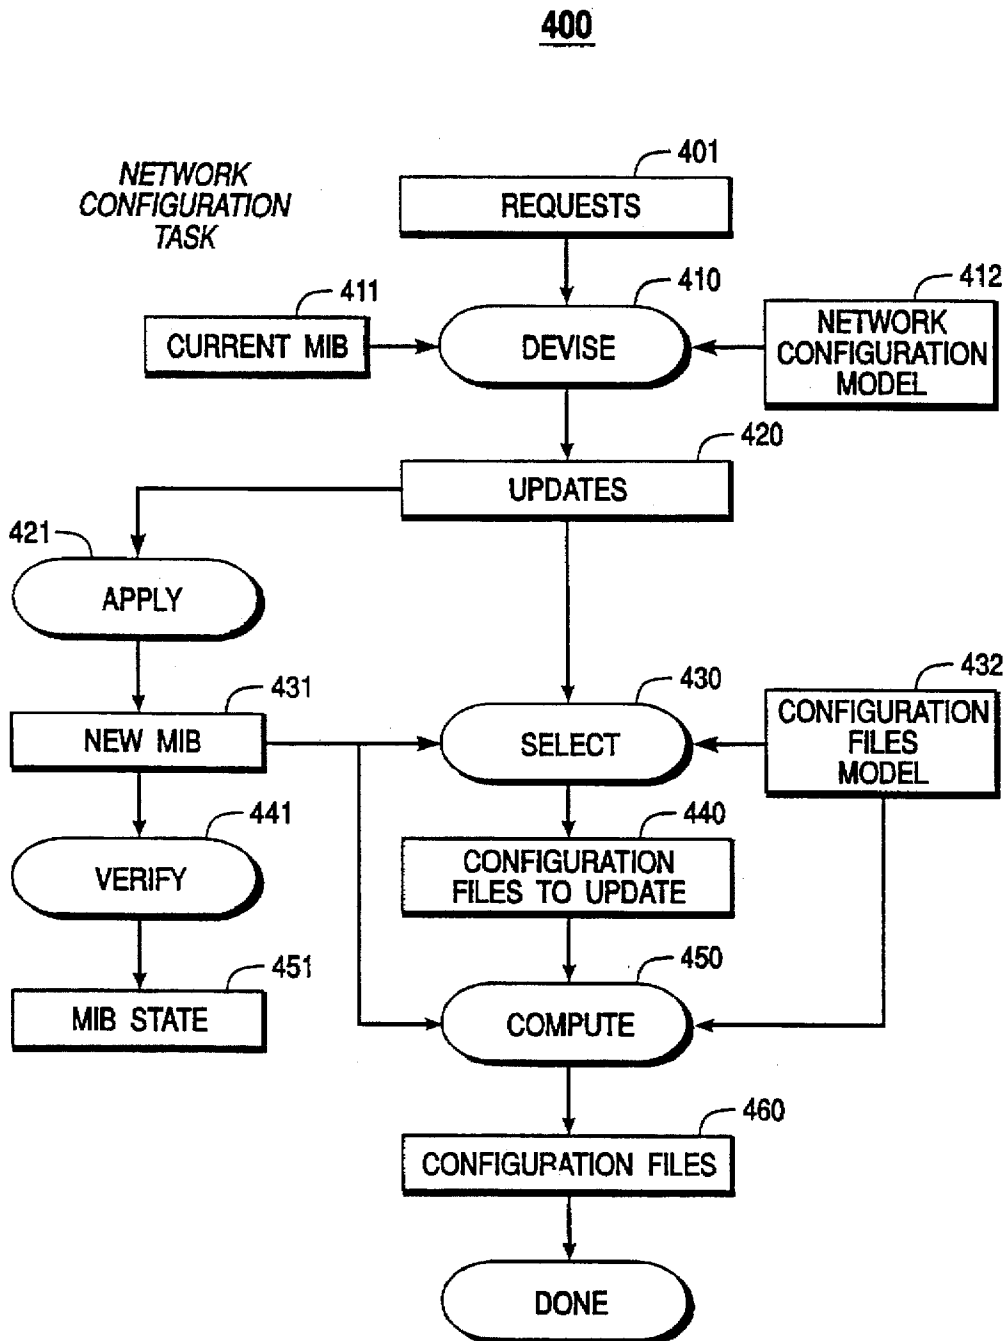 400
NETWORK
CONFIGURATION
TASK
401
REQUESTS
411
CURRENT MIB
410
DEVISE
412
NETWORK
CONFIGURATION
MODEL
420
UPDATES
421
APPLY
431
NEW MIB
430
SELECT
432
CONFIGURATION
FILES
MODEL
441
VERIFY
440
CONFIGURATION
FILES TO UPDATE
451
MIB STATE
450
COMPUTE
460
CONFIGURATION FILES
DONE